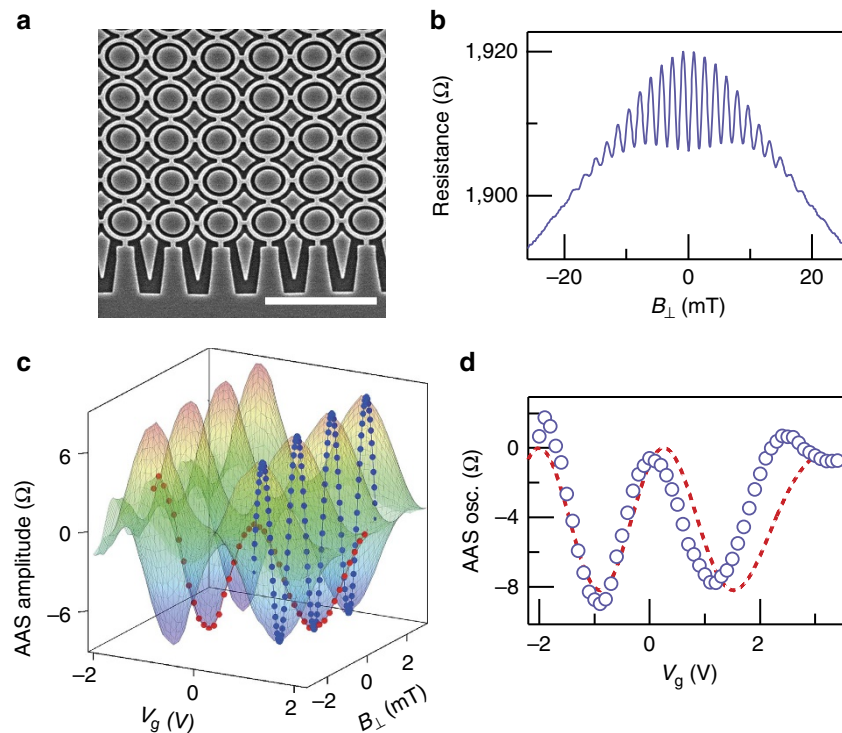 a
b
1,920
1,900
Resistance (Ω)
–20
0
20
B⊥ (mT)
c
6
0
–6
AAS amplitude (Ω)
–2
0
2
Vg (V)
–2
0
2
B⊥ (mT)
d
0
–4
–8
AAS osc. (Ω)
–2
0
2
Vg (V)